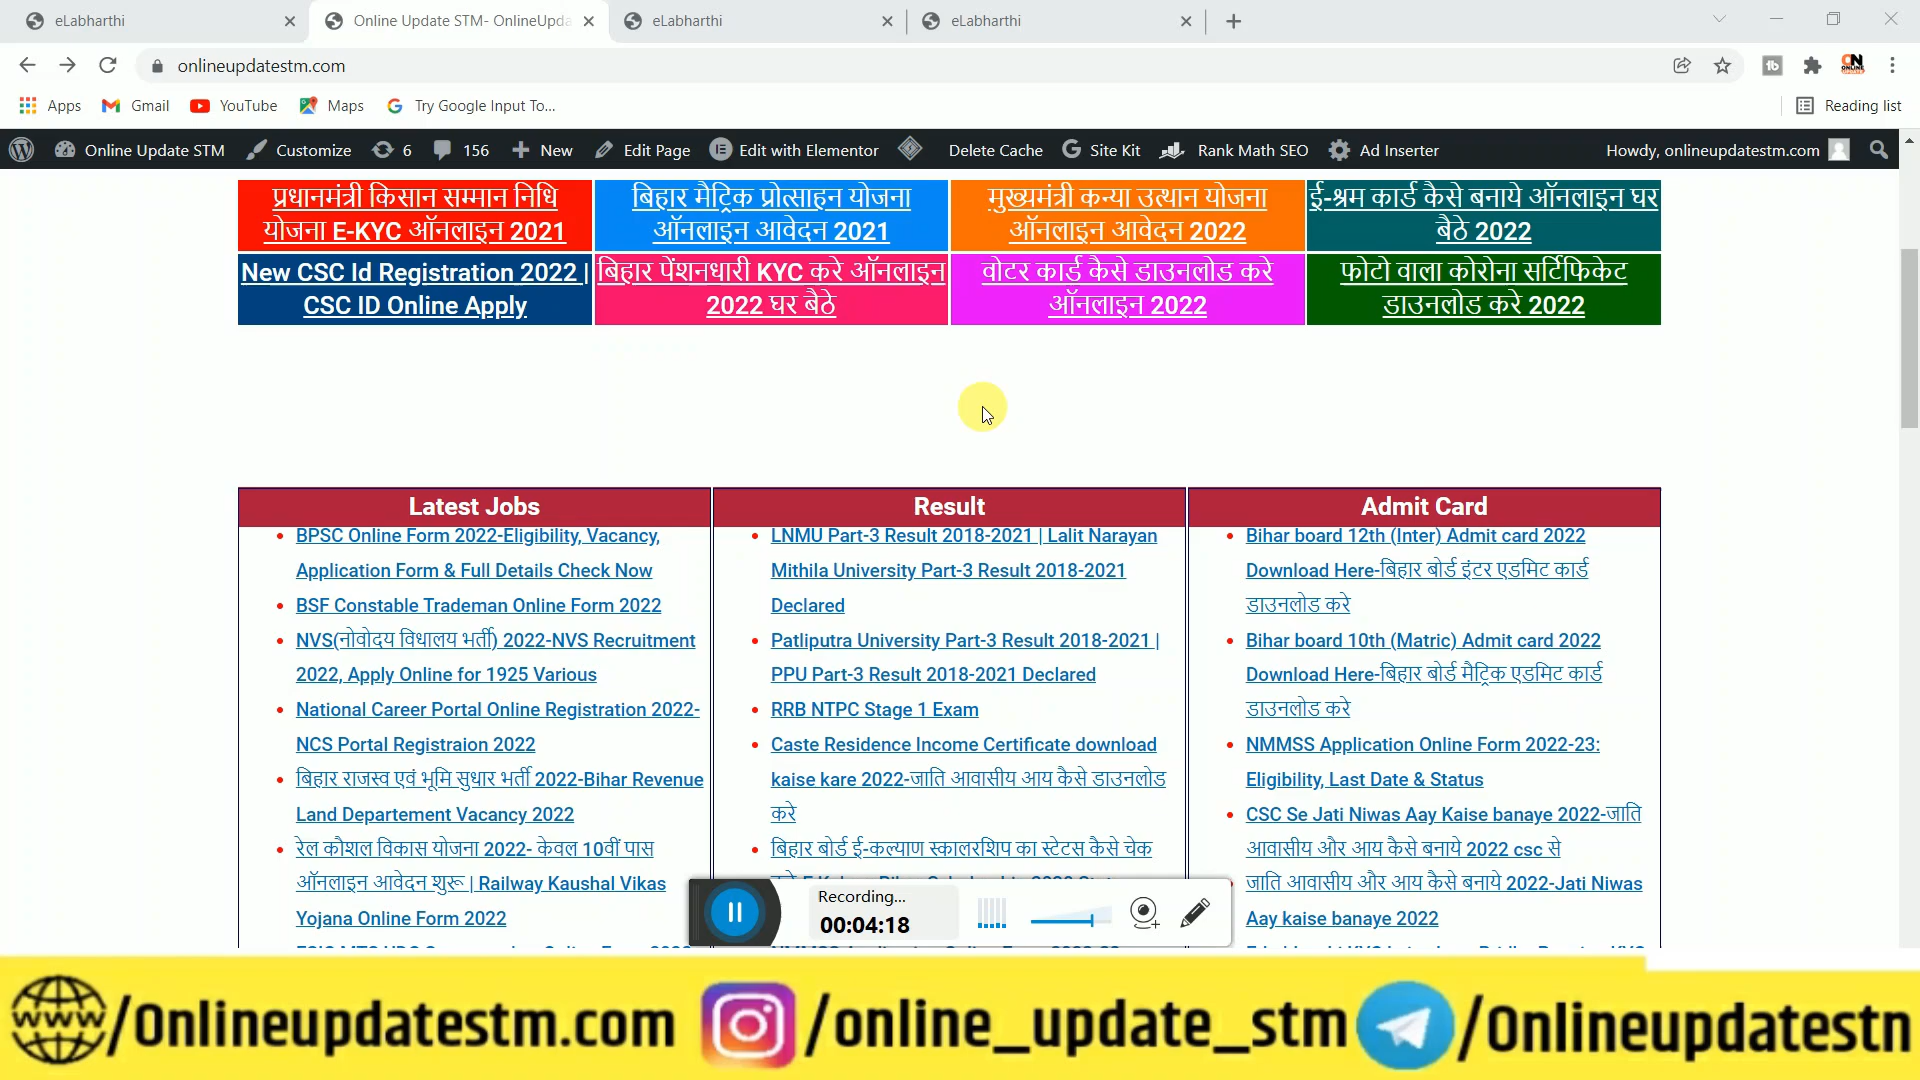 eLabharthi
Online Update STM- OnlineUpda
eLabharthi
eLabharthi
onlineupdatestm.com
Apps
Gmail
YouTube
Maps
Try Google Input To...
Reading list
Online Update STM
Customize
6
156
New
Edit Page
Edit with Elementor
Delete Cache
Site Kit
Rank Math SEO
Ad Inserter
Howdy, onlineupdatestm.com
प्रधानमंत्री किसान सम्मान निधि
योजना E-KYC ऑनलाइन 2021
बिहार मैट्रिक प्रोत्साहन योजना
ऑनलाइन आवेदन 2021
मुख्यमंत्री कन्या उत्थान योजना
ऑनलाइन आवेदन 2022
ई-श्रम कार्ड कैसे बनाये ऑनलाइन घर
बैठे 2022
New CSC Id Registration 2022 |
CSC ID Online Apply
बिहार पेंशनधारी KYC करे ऑनलाइन
2022 घर बैठे
वोटर कार्ड कैसे डाउनलोड करे
ऑनलाइन 2022
फोटो वाला कोरोना सर्टिफिकेट
डाउनलोड करे 2022
Latest Jobs
BPSC Online Form 2022-Eligibility, Vacancy,
Application Form & Full Details Check Now
BSF Constable Trademan Online Form 2022
NVS(नोवोदय विधालय भर्ती) 2022-NVS Recruitment
2022, Apply Online for 1925 Various
National Career Portal Online Registration 2022-
NCS Portal Registraion 2022
बिहार राजस्व एवं भूमि सुधार भर्ती 2022-Bihar Revenue
Land Departement Vacancy 2022
रेल कौशल विकास योजना 2022- केवल 10वीं पास
ऑनलाइन आवेदन शुरू | Railway Kaushal Vikas
Yojana Online Form 2022
Result
LNMU Part-3 Result 2018-2021 | Lalit Narayan
Mithila University Part-3 Result 2018-2021
Declared
Patliputra University Part-3 Result 2018-2021 |
PPU Part-3 Result 2018-2021 Declared
RRB NTPC Stage 1 Exam
Caste Residence Income Certificate download
kaise kare 2022-जाति आवासीय आय कैसे डाउनलोड
करे
बिहार बोर्ड ई-कल्याण स्कालरशिप का स्टेटस कैसे चेक
Admit Card
Bihar board 12th (Inter) Admit card 2022
Download Here-बिहार बोर्ड इंटर एडमिट कार्ड
डाउनलोड करे
Bihar board 10th (Matric) Admit card 2022
Download Here-बिहार बोर्ड मैट्रिक एडमिट कार्ड
डाउनलोड करे
NMMSS Application Online Form 2022-23:
Eligibility, Last Date & Status
CSC Se Jati Niwas Aay Kaise banaye 2022-जाति
आवासीय और आय कैसे बनाये 2022 csc से
जाति आवासीय और आय कैसे बनाये 2022-Jati Niwas
Aay kaise banaye 2022
Recording...
00:04:18
www /Onlineupdatestm.com
/online_update_stm
/Onlineupdatestn